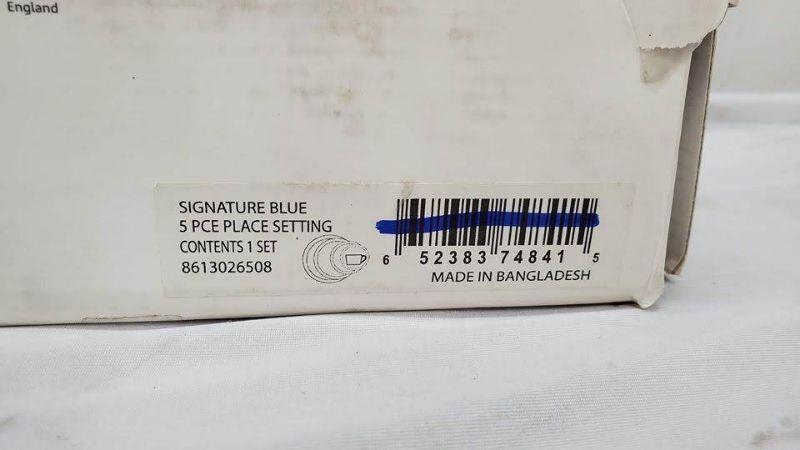 England
SIGNATURE BLUE
5 PCE PLACE SETTING
CONTENTS 1 SET
8613026508
6 52383 74841 5
MADE IN BANGLADESH